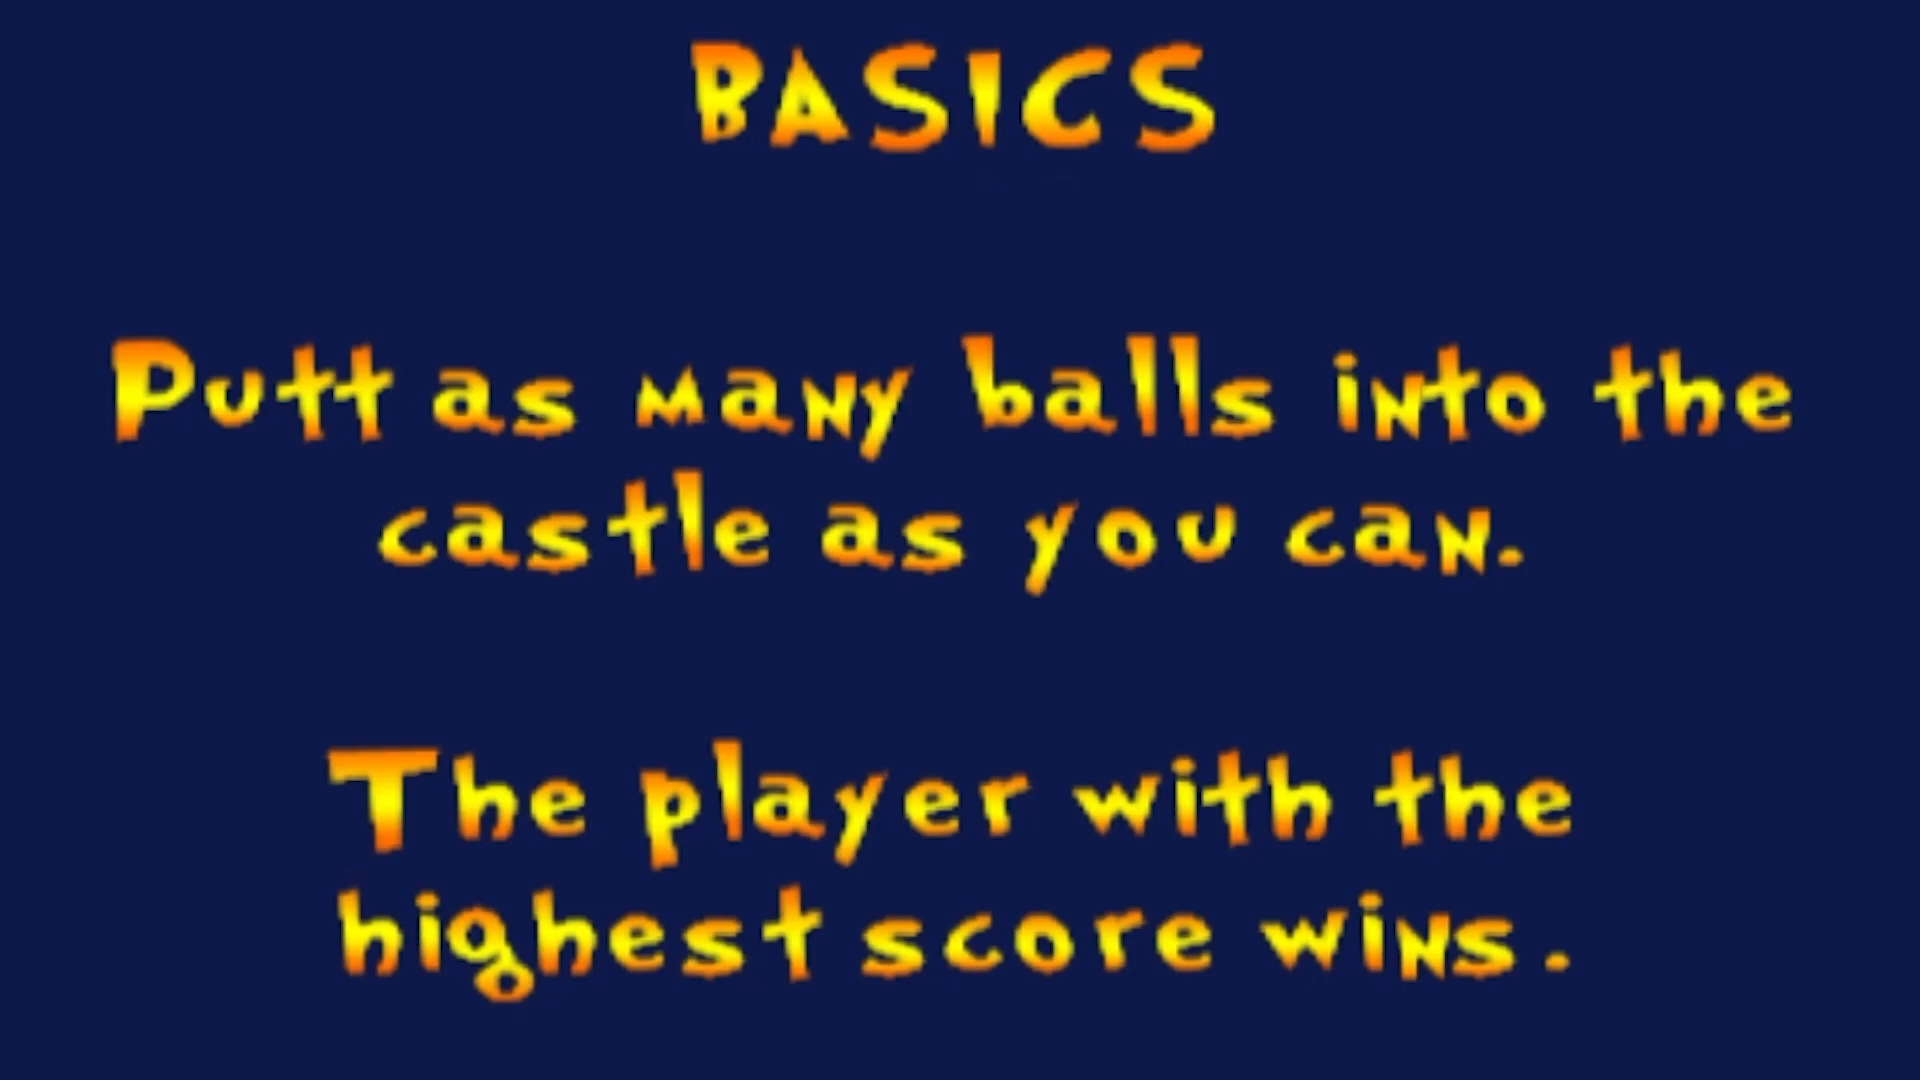 BASICS
Putt as many balls into the
castle as you can.
The player with the
highest score wins.